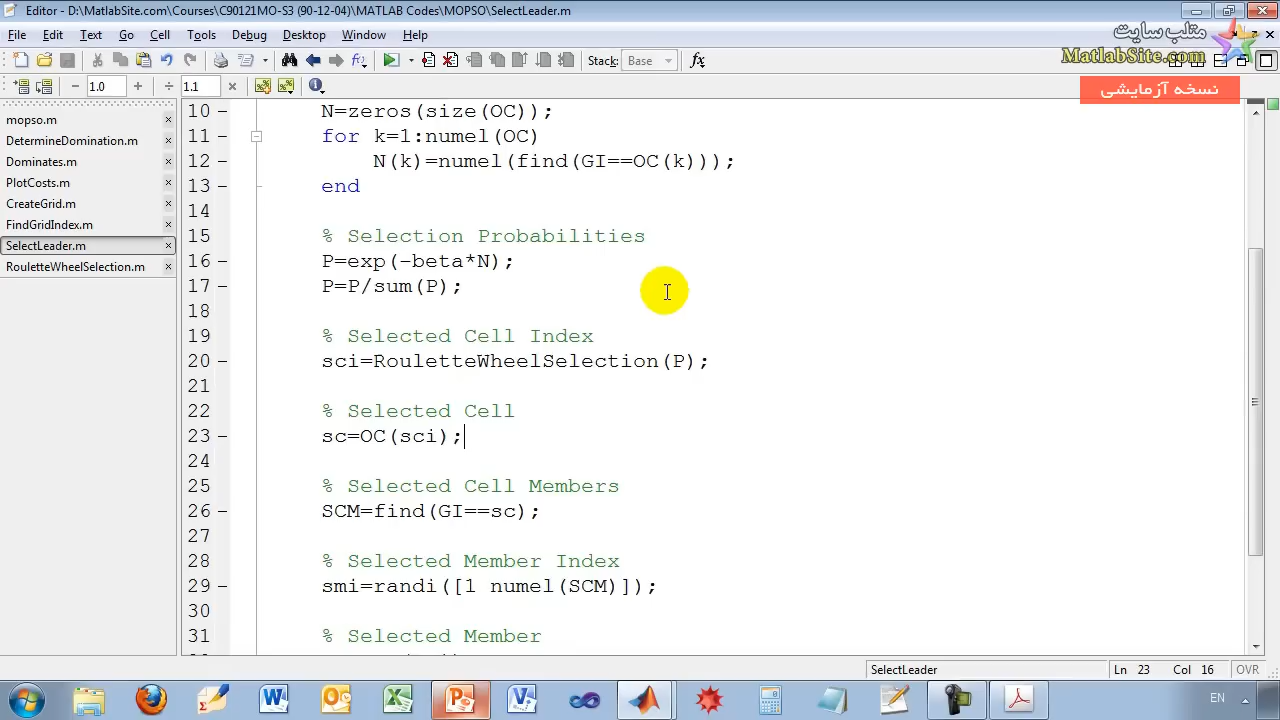 Editor - D:\MatlabSite.com\Courses\C90121MO-S3 (90-12-04)\MATLAB Codes\MOPSO\SelectLeader.m
File Edit Text Go Cell Tools Debug Desktop Window Help
متلب سایت
MatlabSite.com
Stack: Base
1.0 1.1
نسخه آزمایشی
mopso.m
DetermineDomination.m
Dominates.m
PlotCosts.m
CreateGrid.m
FindGridIndex.m
SelectLeader.m
RouletteWheelSelection.m
10 N=zeros(size(OC));
11 for k=1:numel(OC)
12 N(k)=numel(find(GI==OC(k)));
13 end
14
15 % Selection Probabilities
16 P=exp(-beta*N);
17 P=P/sum(P);
18
19 % Selected Cell Index
20 sci=RouletteWheelSelection(P);
21
22 % Selected Cell
23 sc=OC(sci);
24
25 % Selected Cell Members
26 SCM=find(GI==sc);
27
28 % Selected Member Index
29 smi=randi([1 numel(SCM)]);
30
31 % Selected Member
SelectLeader Ln 23 Col 16 OVR
EN